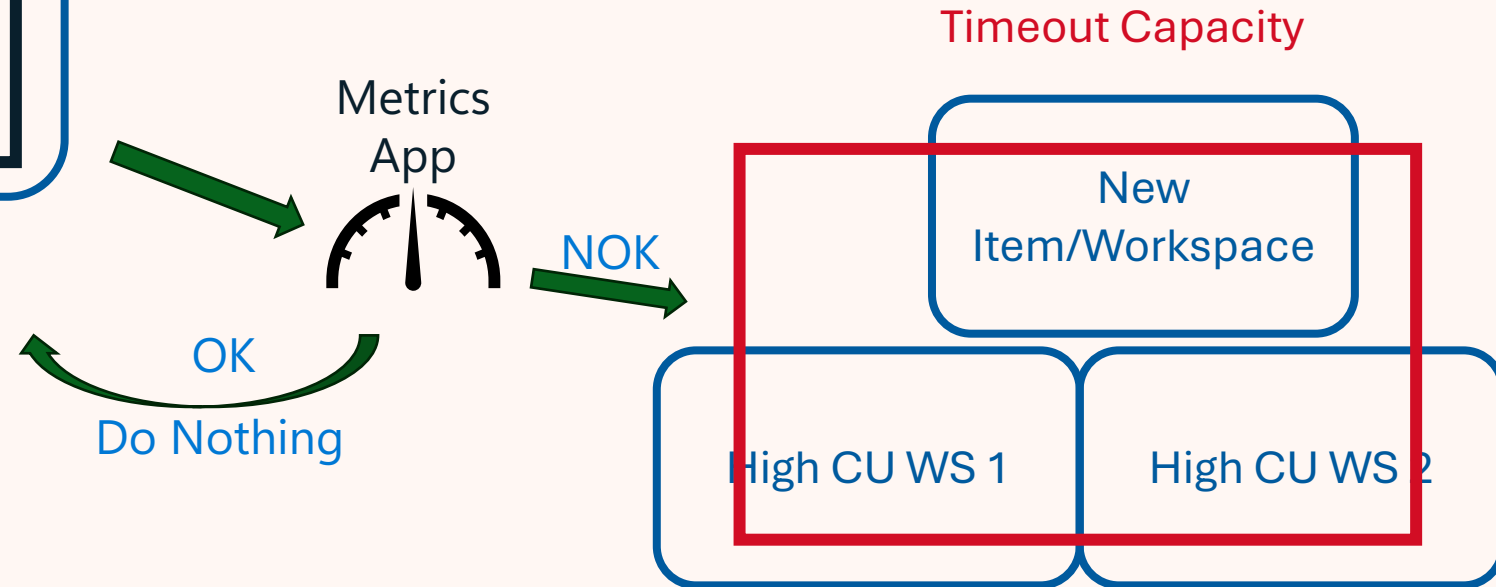 Timeout Capacity
Metrics
App
New
Item/Workspace
NOK
OK
Do Nothing
High CU WS 1
High CU WS 2